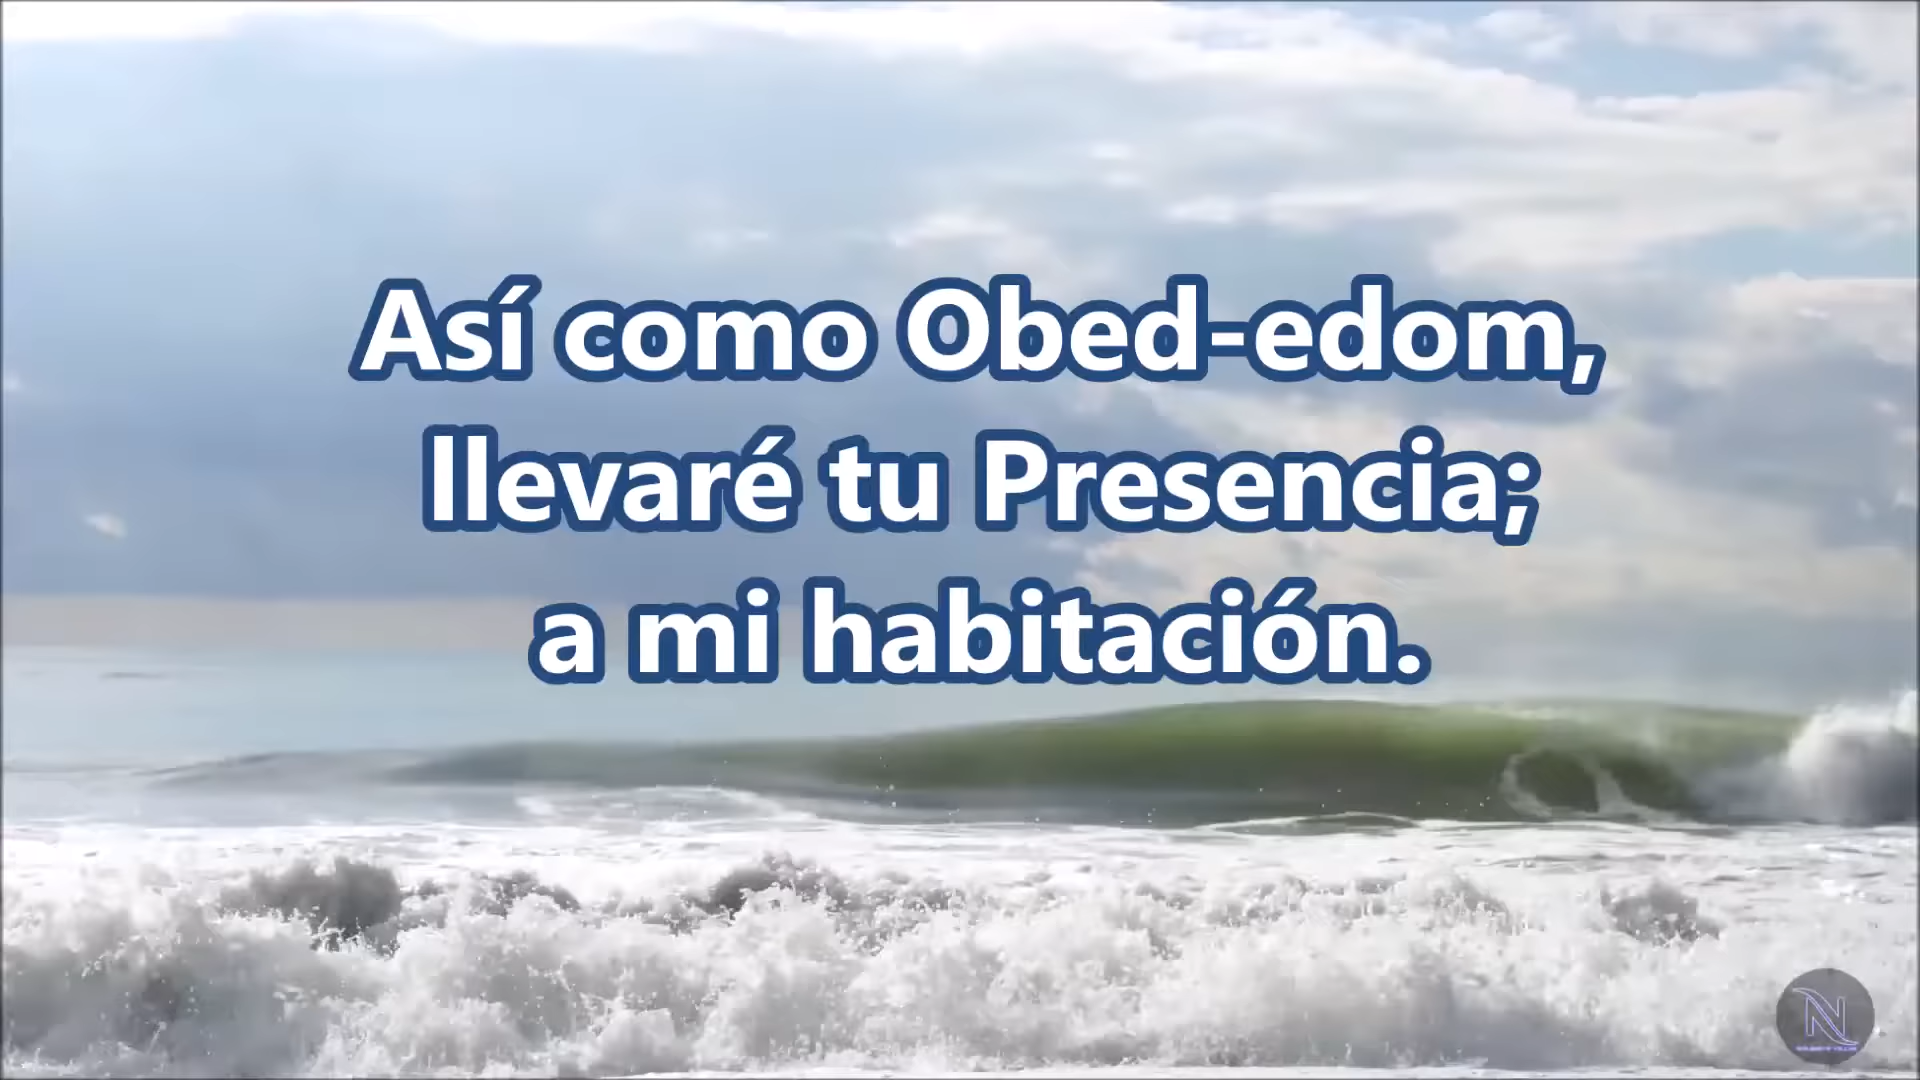 Así como Obed-edom,
llevaré tu Presencia;
a mi habitación.
N